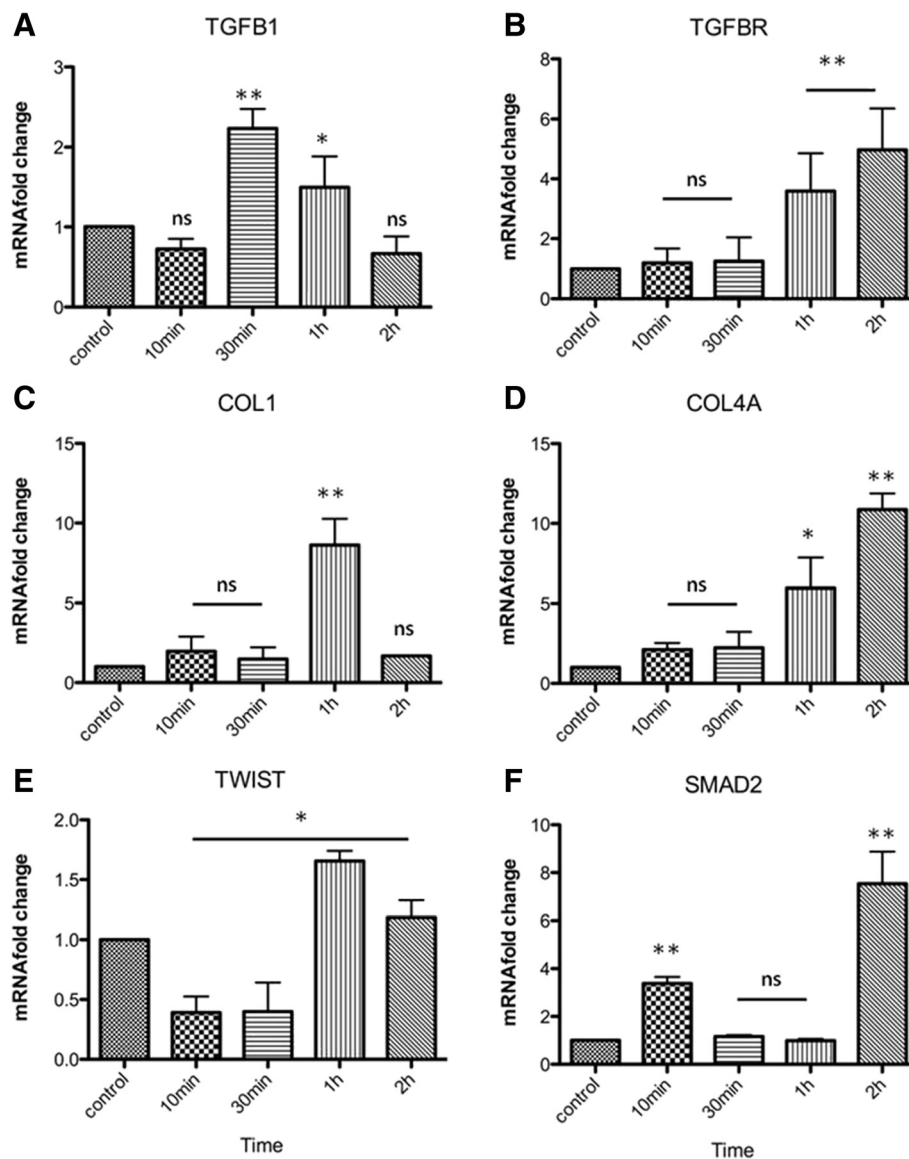 A
TGFB1
mRNAfold change
3
2
1
0
ns
**
*
ns
control
10min
30min
1h
2h
B
TGFBR
mRNAfold change
8
6
4
2
0
ns
**
control
10min
30min
1h
2h
C
COL1
mRNAfold change
15
10
5
0
ns
**
ns
control
10min
30min
1h
2h
D
COL4A
mRNAfold change
15
10
5
0
ns
*
**
control
10min
30min
1h
2h
E
TWIST
mRNAfold change
2.0
1.5
1.0
0.5
0.0
*
control
10min
30min
1h
2h
Time
F
SMAD2
mRNAfold change
10
8
6
4
2
0
**
ns
**
control
10min
30min
1h
2h
Time